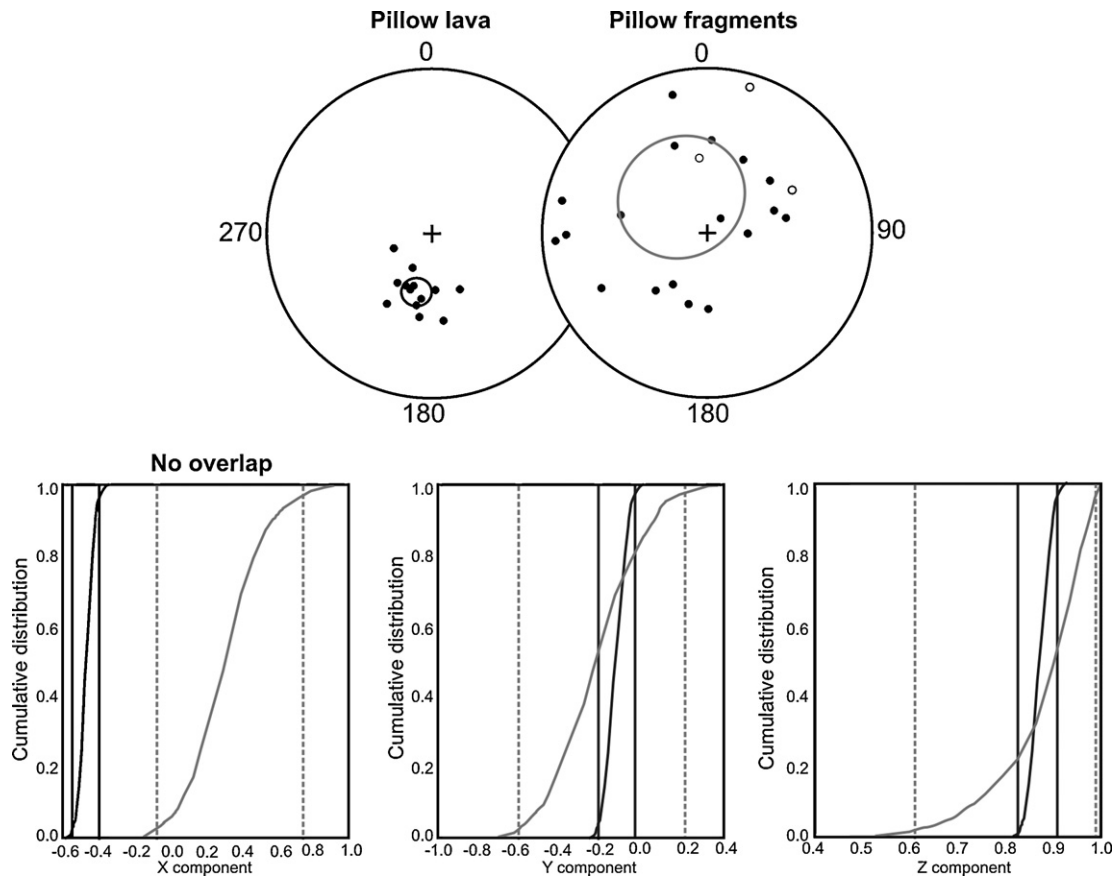 Pillow lava
Pillow fragments
0
0
270
90
180
180
No overlap
1.0
0.8
0.6
0.4
0.2
0.0
Cumulative distribution
-0.6 -0.4 -0.2 0.0 0.2 0.4 0.6 0.8 1.0
X component
1.0
0.8
0.6
0.4
0.2
0.0
Cumulative distribution
-1.0 -0.8 -0.6 -0.4 -0.2 0.0 0.2 0.4
Y component
1.0
0.8
0.6
0.4
0.2
0.0
Cumulative distribution
0.4 0.5 0.6 0.7 0.8 0.9 1.0
Z component